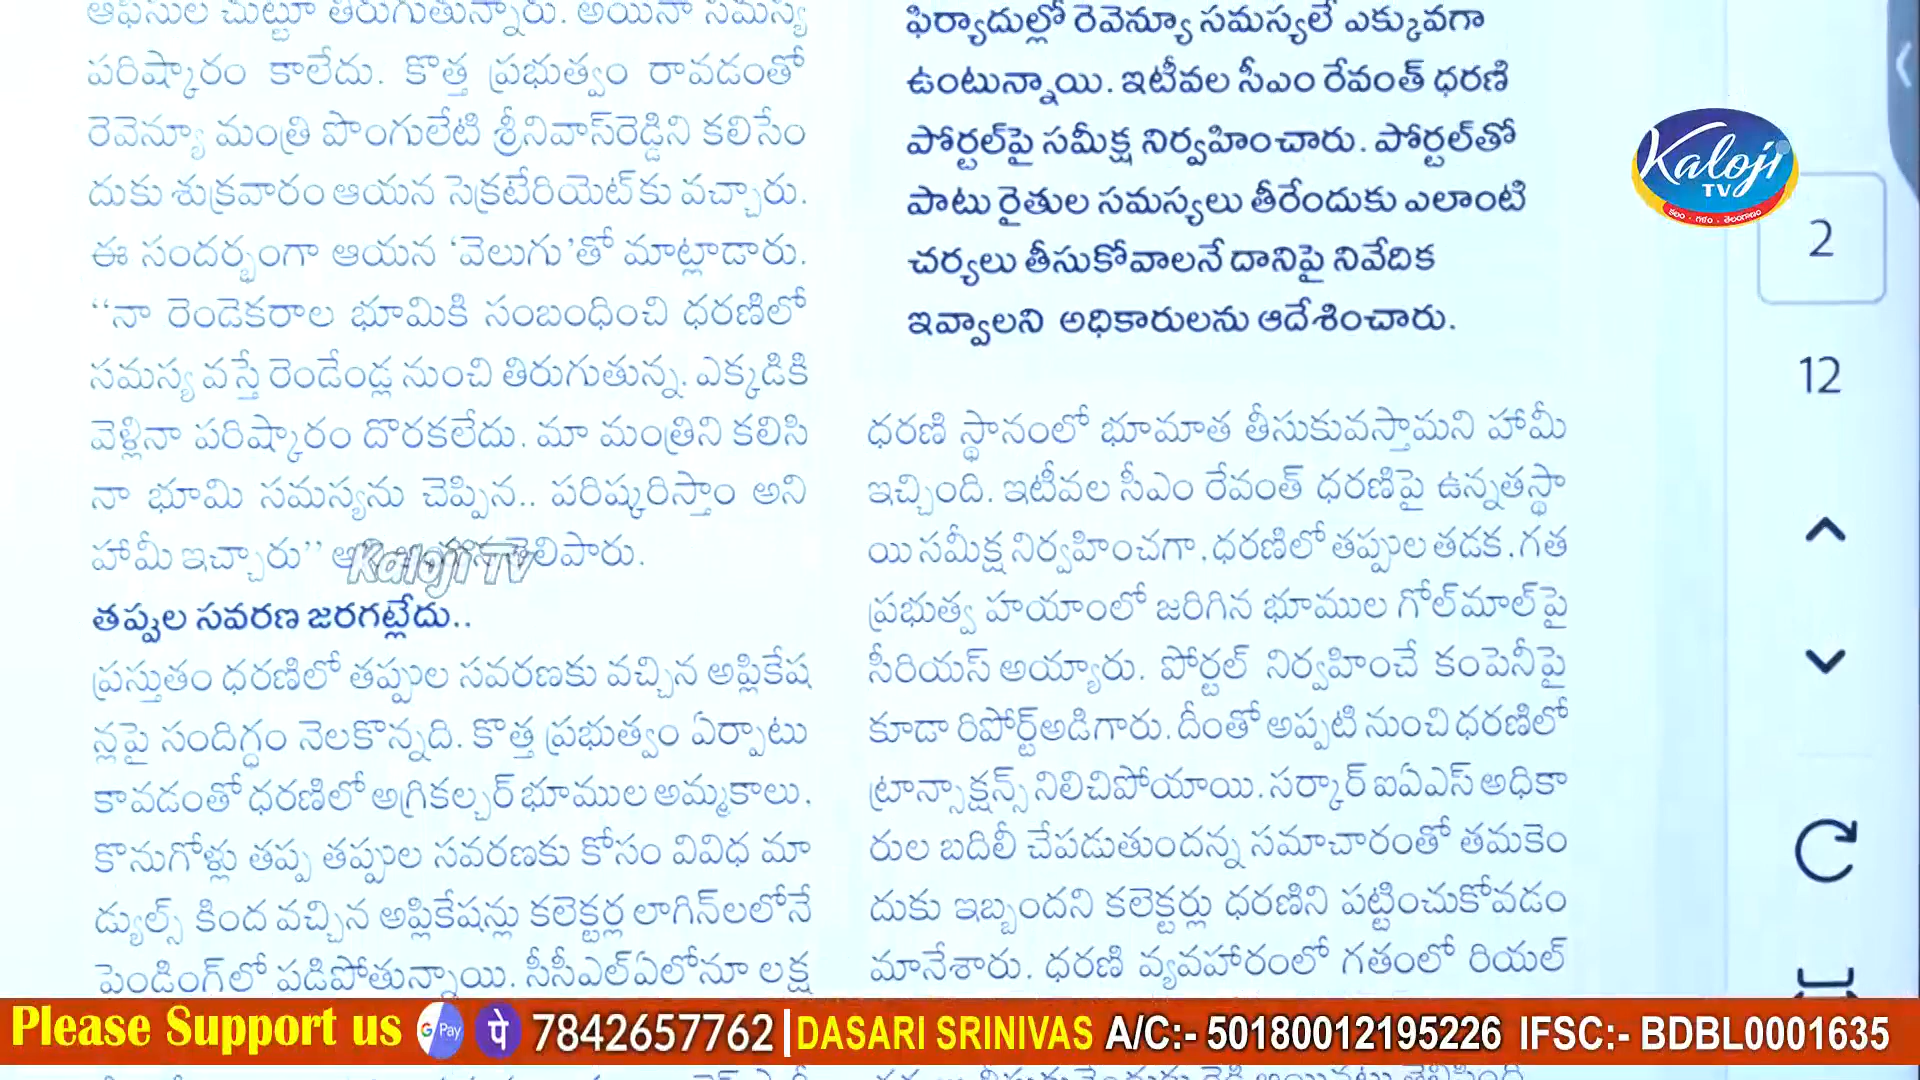 ఆఫీసుల చుట్టూ తిరుగుతున్నారు. అయినా సమస్య
పరిష్కారం కాలేదు. కొత్త ప్రభుత్వం రావడంతో
రెవెన్యూ మంత్రి పొంగులేటి శ్రీనివాస్‌రెడ్డిని కలిసేం
దుకు శుక్రవారం ఆయన సెక్రటేరియెట్‌కు వచ్చారు.
ఈ సందర్భంగా ఆయన ‘వెలుగు’తో మాట్లాడారు.
“నా రెండెకరాల భూమికి సంబంధించి ధరణిలో
సమస్య వస్తే రెండేండ్ల నుంచి తిరుగుతున్న. ఎక్కడికి
వెళ్లినా పరిష్కారం దొరకలేదు. మా మంత్రిని కలిసి
నా భూమి సమస్యను చెప్పిన.. పరిష్కరిస్తాం అని
హామీ ఇచ్చారు” తెలిపారు.
Kaloji TV
తప్పుల సవరణ జరగట్లేదు..
ప్రస్తుతం ధరణిలో తప్పుల సవరణకు వచ్చిన అప్లికేష
న్లపై సందిగ్ధం నెలకొన్నది. కొత్త ప్రభుత్వం ఏర్పాటు
కావడంతో ధరణిలో అగ్రికల్చర్ భూముల అమ్మకాలు.
కొనుగోళ్లు తప్ప తప్పుల సవరణకు కోసం వివిధ మా
డ్యుల్స్ కింద వచ్చిన అప్లికేషన్లు కలెక్టర్ల లాగిన్‌లలోనే
పెండింగ్‌లో పడిపోతున్నాయి. సీసీఎల్ఏలోనూ లక్ష
ఫిర్యాదుల్లో రెవెన్యూ సమస్యలే ఎక్కువగా
ఉంటున్నాయి. ఇటీవల సీఎం రేవంత్ ధరణి
పోర్టల్‌పై సమీక్ష నిర్వహించారు. పోర్టల్‌తో
పాటు రైతుల సమస్యలు తీరేందుకు ఎలాంటి
చర్యలు తీసుకోవాలనే దానిపై నివేదిక
ఇవ్వాలని అధికారులను ఆదేశించారు.
ధరణి స్థానంలో భూమాత తీసుకువస్తామని హామీ
ఇచ్చింది. ఇటీవల సీఎం రేవంత్ ధరణిపై ఉన్నతస్థా
యి సమీక్ష నిర్వహించగా. ధరణిలో తప్పుల తడక. గత
ప్రభుత్వ హయాంలో జరిగిన భూముల గోల్‌మాల్‌పై
సీరియస్ అయ్యారు. పోర్టల్ నిర్వహించే కంపెనీపై
కూడా రిపోర్ట్ అడిగారు. దీంతో అప్పటి నుంచి ధరణిలో
ట్రాన్సాక్షన్స్ నిలిచిపోయాయి. సర్కార్ ఐఏఎస్ అధికా
రుల బదిలీ చేపడుతుందన్న సమాచారంతో తమకెం
దుకు ఇబ్బందని కలెక్టర్లు ధరణిని పట్టించుకోవడం
మానేశారు. ధరణి వ్యవహారంలో గతంలో రియల్
Kaloji
TV
2
12
Please Support us G Pay పే 7842657762 | DASARI SRINIVAS A/C:- 50180012195226 IFSC:- BDBL0001635